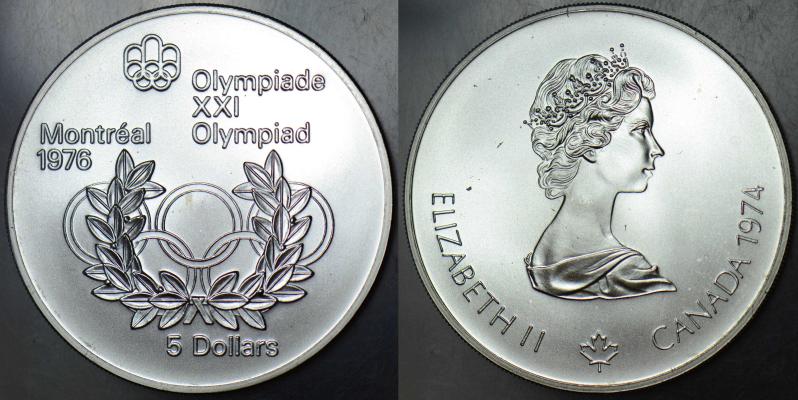 Olympiade
XXI
Olympiad
Montréal
1976
5 Dollars
ELIZABETH II
CANADA 1974